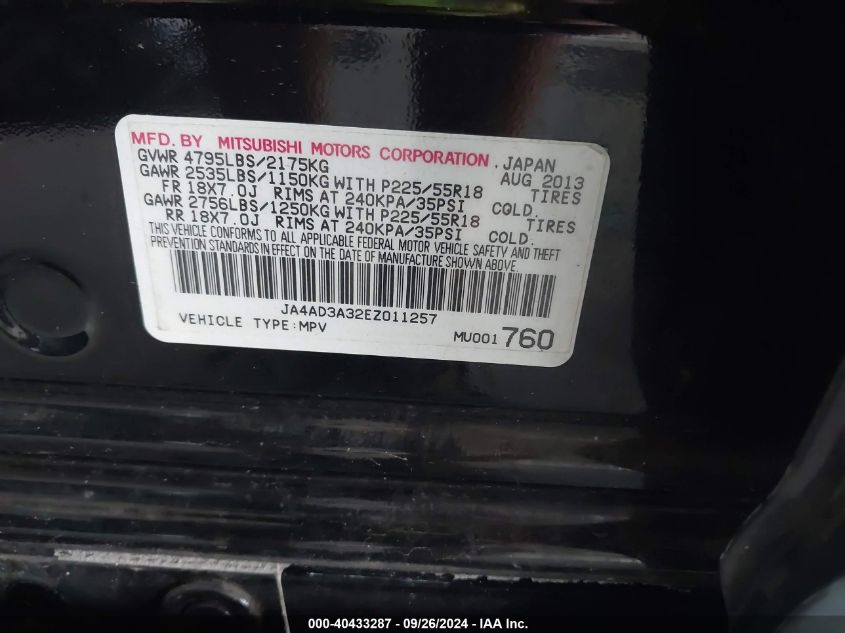 MFD. BY MITSUBISHI MOTORS CORPORATION . JAPAN
GVWR 4795LBS/2175KG AUG 2013
GAWR 2535LBS/1150KG WITH P225/55R18 TIRES
FR 18X7.0J RIMS AT 240KPA/35PSI COLD.
GAWR 2756LBS/1250KG WITH P225/55R18 TIRES
RR 18X7.0J RIMS AT 240KPA/35PSI COLD.
THIS VEHICLE CONFORMS TO ALL APPLICABLE FEDERAL MOTOR VEHICLE SAFETY AND THEFT
PREVENTION STANDARDS IN EFFECT ON THE DATE OF MANUFACTURE SHOWN ABOVE.
JA4AD3A32EZ011257
VEHICLE TYPE:MPV MU001 760
000-40433287 - 09/26/2024 - IAA Inc.